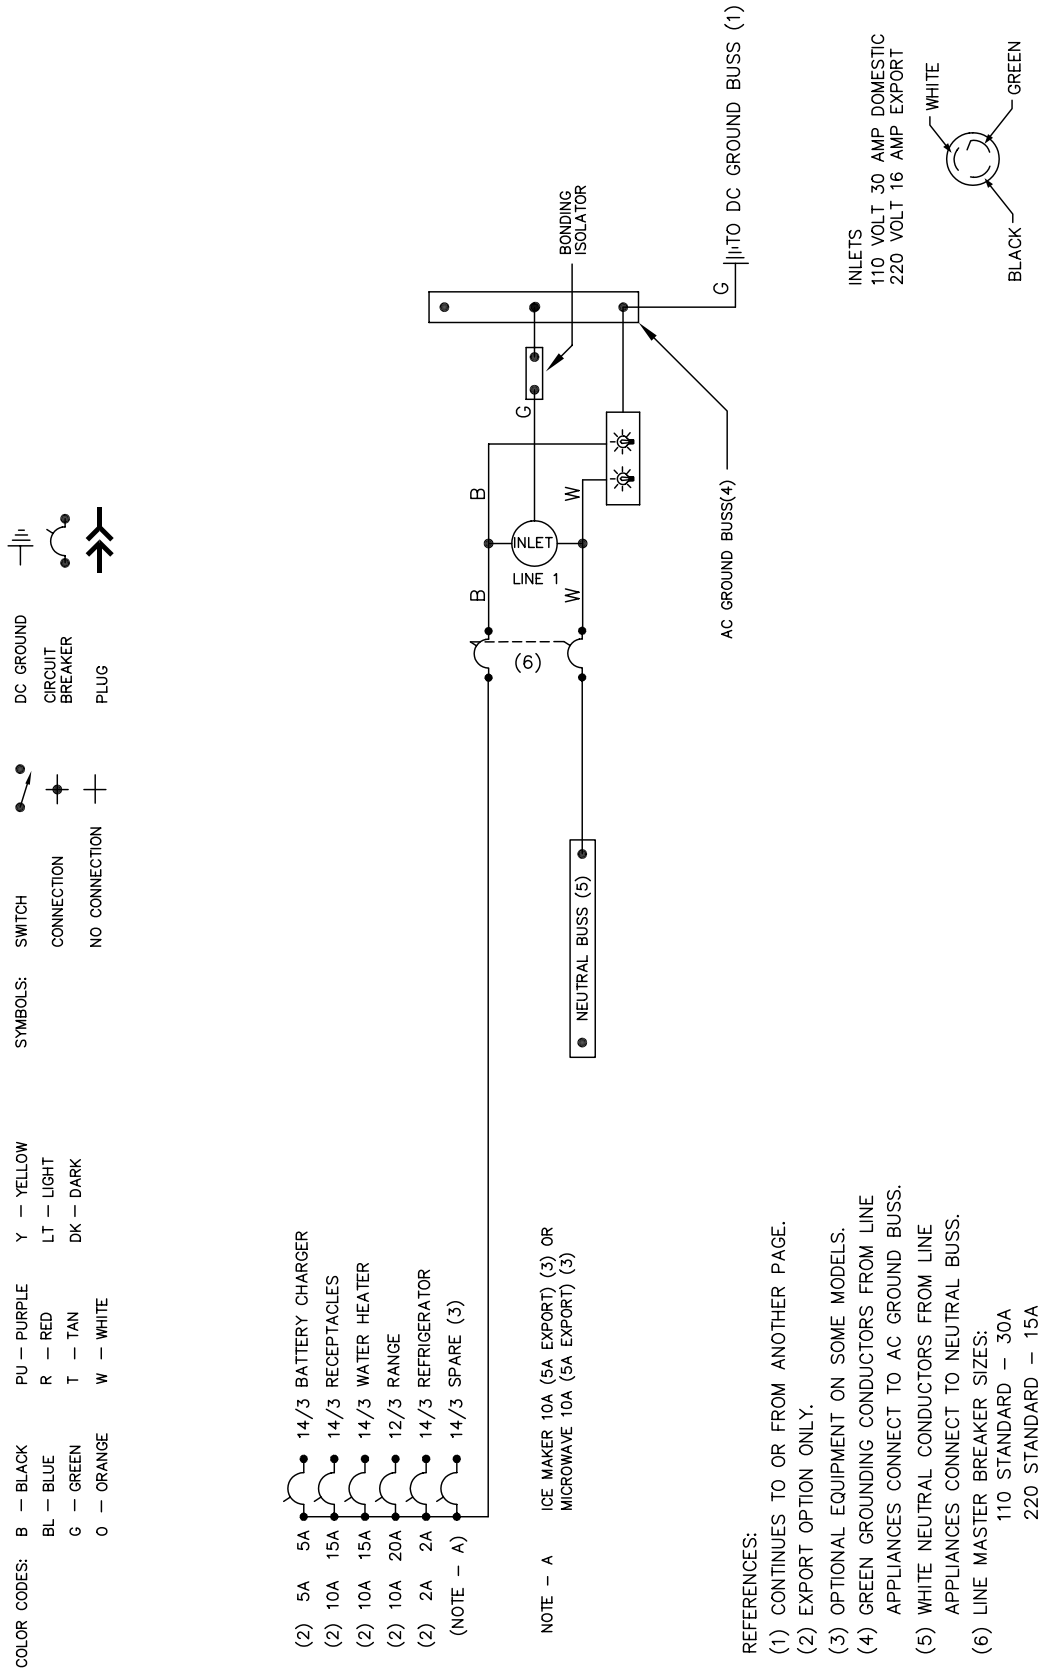 COLOR CODES:
B – BLACK
PU – PURPLE
Y – YELLOW
BL – BLUE
R – RED
LT – LIGHT
G – GREEN
T – TAN
DK – DARK
O – ORANGE
W – WHITE
SYMBOLS:
SWITCH
DC GROUND
CONNECTION
CIRCUIT
BREAKER
NO CONNECTION
PLUG
(2) 5A 5A 14/3 BATTERY CHARGER
(2) 10A 15A 14/3 RECEPTACLES
(2) 10A 15A 14/3 WATER HEATER
(2) 10A 20A 12/3 RANGE
(2) 2A 2A 14/3 REFRIGERATOR
(NOTE – A) 14/3 SPARE (3)
NOTE – A
ICE MAKER 10A (5A EXPORT) (3) OR
MICROWAVE 10A (5A EXPORT) (3)
NEUTRAL BUSS (5)
(6)
B
B
W
W
INLET
LINE 1
G
BONDING
ISOLATOR
AC GROUND BUSS(4)
G
TO DC GROUND BUSS (1)
REFERENCES:
(1) CONTINUES TO OR FROM ANOTHER PAGE.
(2) EXPORT OPTION ONLY.
(3) OPTIONAL EQUIPMENT ON SOME MODELS.
(4) GREEN GROUNDING CONDUCTORS FROM LINE
APPLIANCES CONNECT TO AC GROUND BUSS.
(5) WHITE NEUTRAL CONDUCTORS FROM LINE
APPLIANCES CONNECT TO NEUTRAL BUSS.
(6) LINE MASTER BREAKER SIZES:
110 STANDARD – 30A
220 STANDARD – 15A
INLETS
110 VOLT 30 AMP DOMESTIC
220 VOLT 16 AMP EXPORT
WHITE
BLACK
GREEN